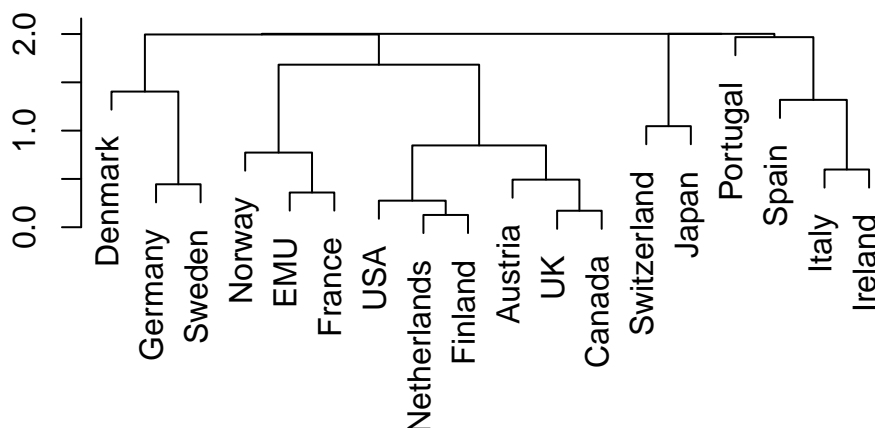 2.0
1.0
0.0
Denmark
Germany
Sweden
Norway
EMU
France
USA
Netherlands
Finland
Austria
UK
Canada
Switzerland
Japan
Portugal
Spain
Italy
Ireland